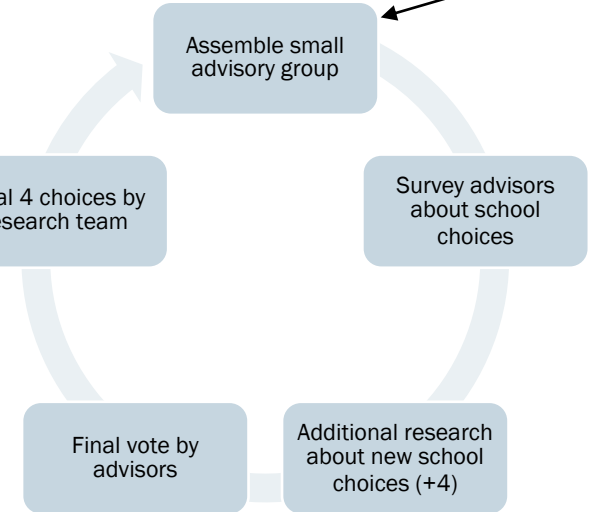 Assemble small
advisory group
Survey advisors
about school
choices
Additional research
about new school
choices (+4)
Final vote by
advisors
4 choices by
team